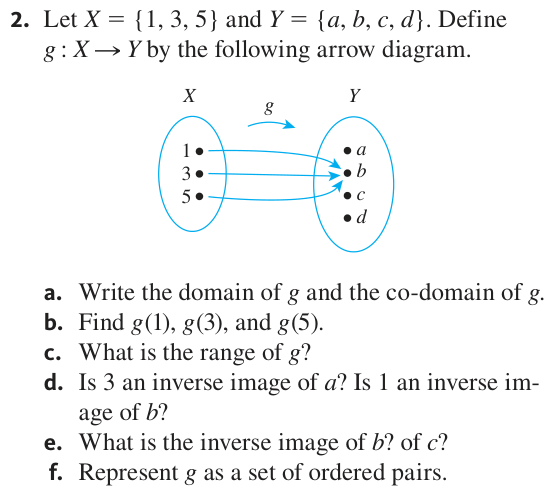 2. Let X = {1, 3, 5} and Y = {a, b, c, d}. Define
g : X → Y by the following arrow diagram.
X
g
Y
1
3
5
a
b
c
d
a. Write the domain of g and the co-domain of g.
b. Find g(1), g(3), and g(5).
c. What is the range of g?
d. Is 3 an inverse image of a? Is 1 an inverse im-
age of b?
e. What is the inverse image of b? of c?
f. Represent g as a set of ordered pairs.